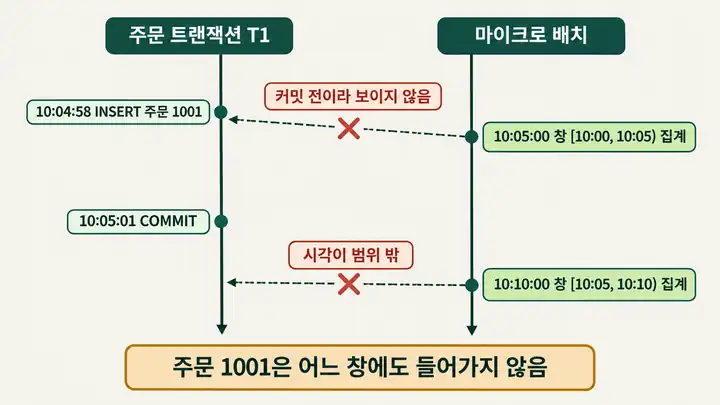 주문 트랜잭션 T1
마이크로 배치
커밋 전이라 보이지 않음
10:04:58 INSERT 주문 1001
10:05:00 창 [10:00, 10:05) 집계
10:05:01 COMMIT
시각이 범위 밖
10:10:00 창 [10:05, 10:10) 집계
주문 1001은 어느 창에도 들어가지 않음